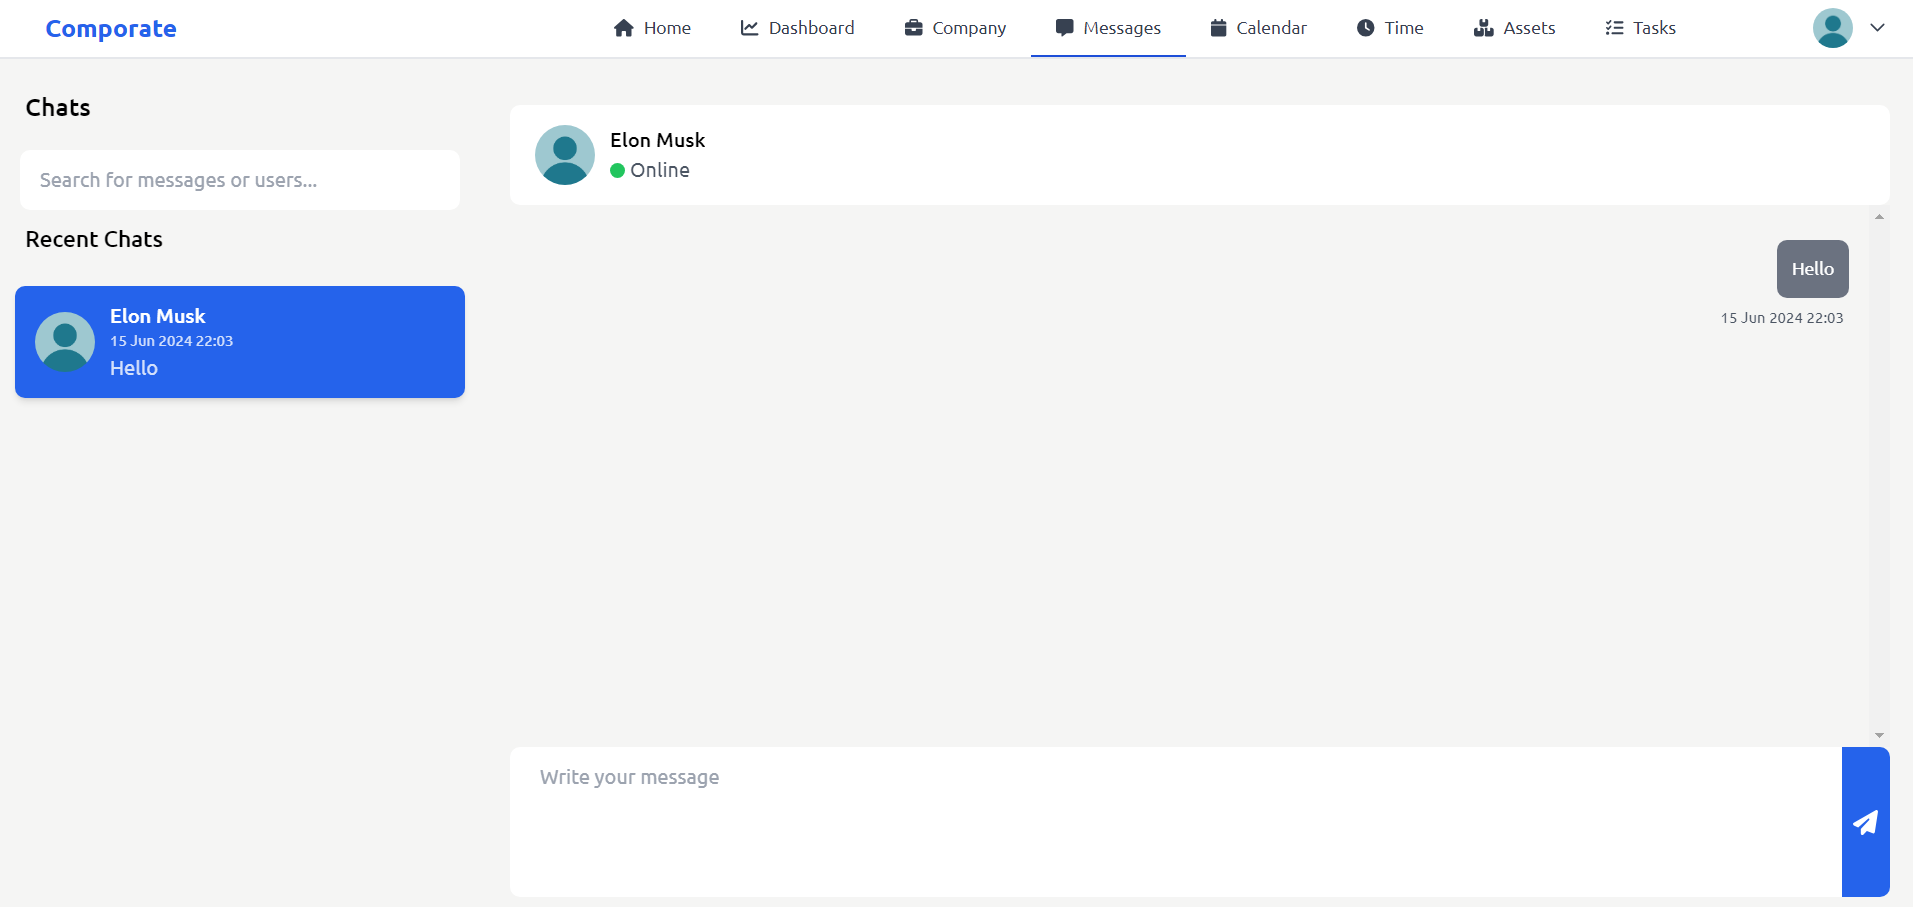 Comporate
Home
Dashboard
Company
Messages
Calendar
Time
Assets
Tasks
Chats
Search for messages or users...
Recent Chats
Elon Musk
15 Jun 2024 22:03
Hello
Elon Musk
Online
Hello
15 Jun 2024 22:03
Write your message